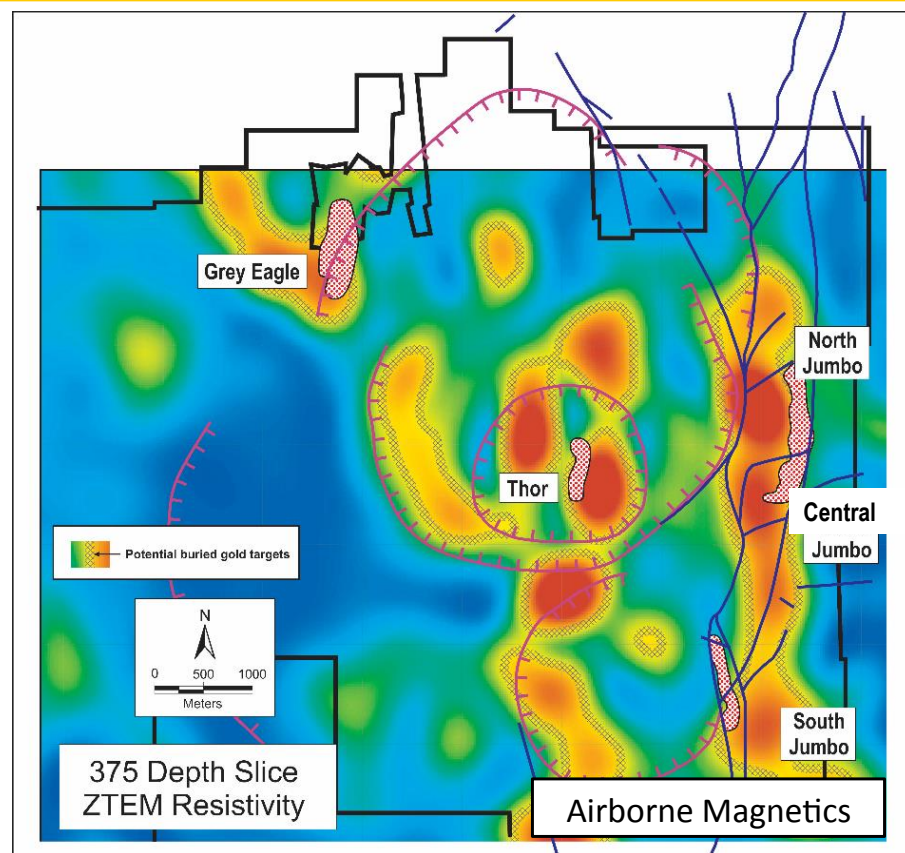 Grey Eagle
North
Jumbo
Thor
Central
Jumbo
Potential buried gold targets
N
0 500 1000
Meters
South
Jumbo
375 Depth Slice
ZTEM Resistivity
Airborne Magnetics